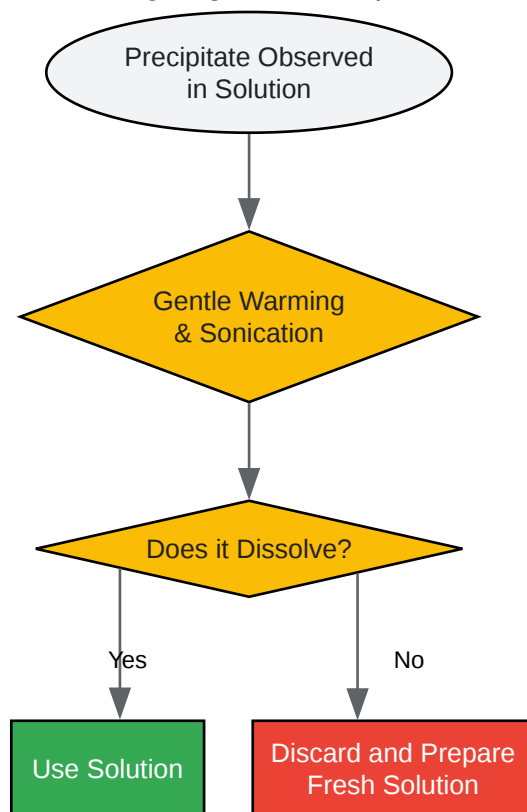 Precipitate Observed
in Solution
Gentle Warming
& Sonication
Does it Dissolve?
Yes
No
Use Solution
Discard and Prepare
Fresh Solution